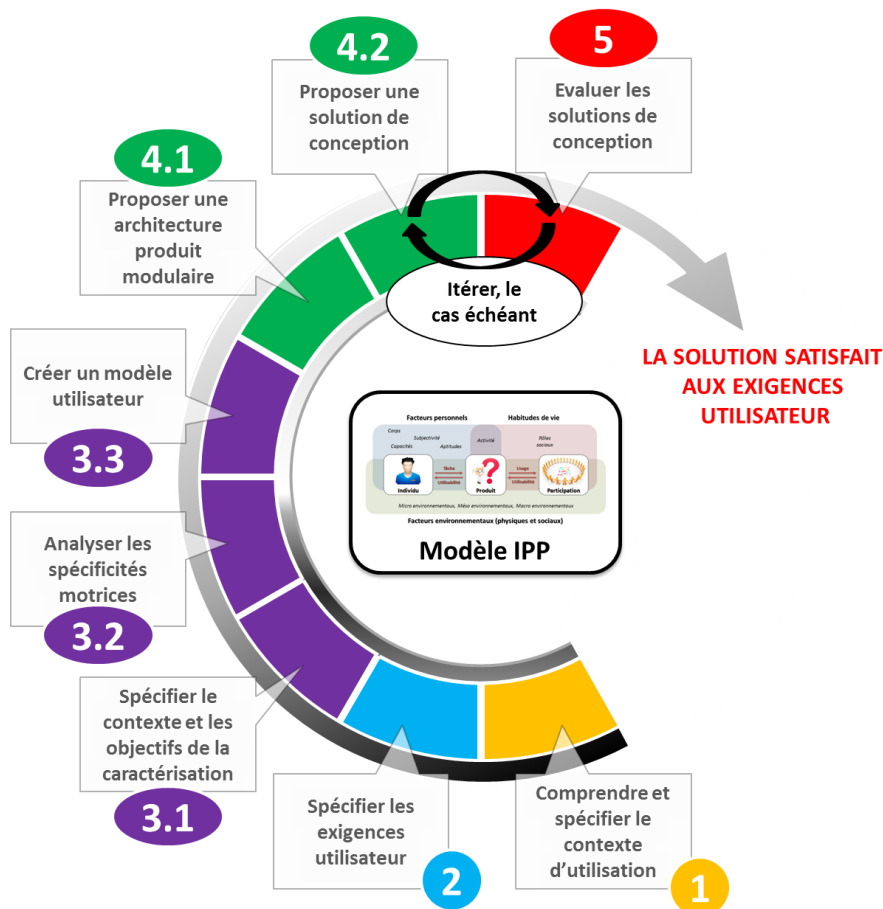 4.2
Proposer une
solution de
conception
5
Evaluer les
solutions de
conception
4.1
Proposer une
architecture
produit
modulaire
Itérer, le
cas échéant
LA SOLUTION SATISFAIT
AUX EXIGENCES
UTILISATEUR
Créer un modèle
utilisateur
3.3
Facteurs personnels
Habitudes de vie
Corps
Subjectivité
Capacités
Aptitudes
Activité
Pôles
sociaux
Tâche
Utilisabilité
Usage
Utilisabilité
Individu
Produit
Participation
Micro environnementaux, Méso environnementaux, Macro environnementaux
Facteurs environnementaux (physiques et sociaux)
Modèle IPP
Analyser les
spécificités
motrices
3.2
Spécifier le
contexte et les
objectifs de la
caractérisation
3.1
Spécifier les
exigences
utilisateur
2
Comprendre et
spécifier le
contexte
d’utilisation
1